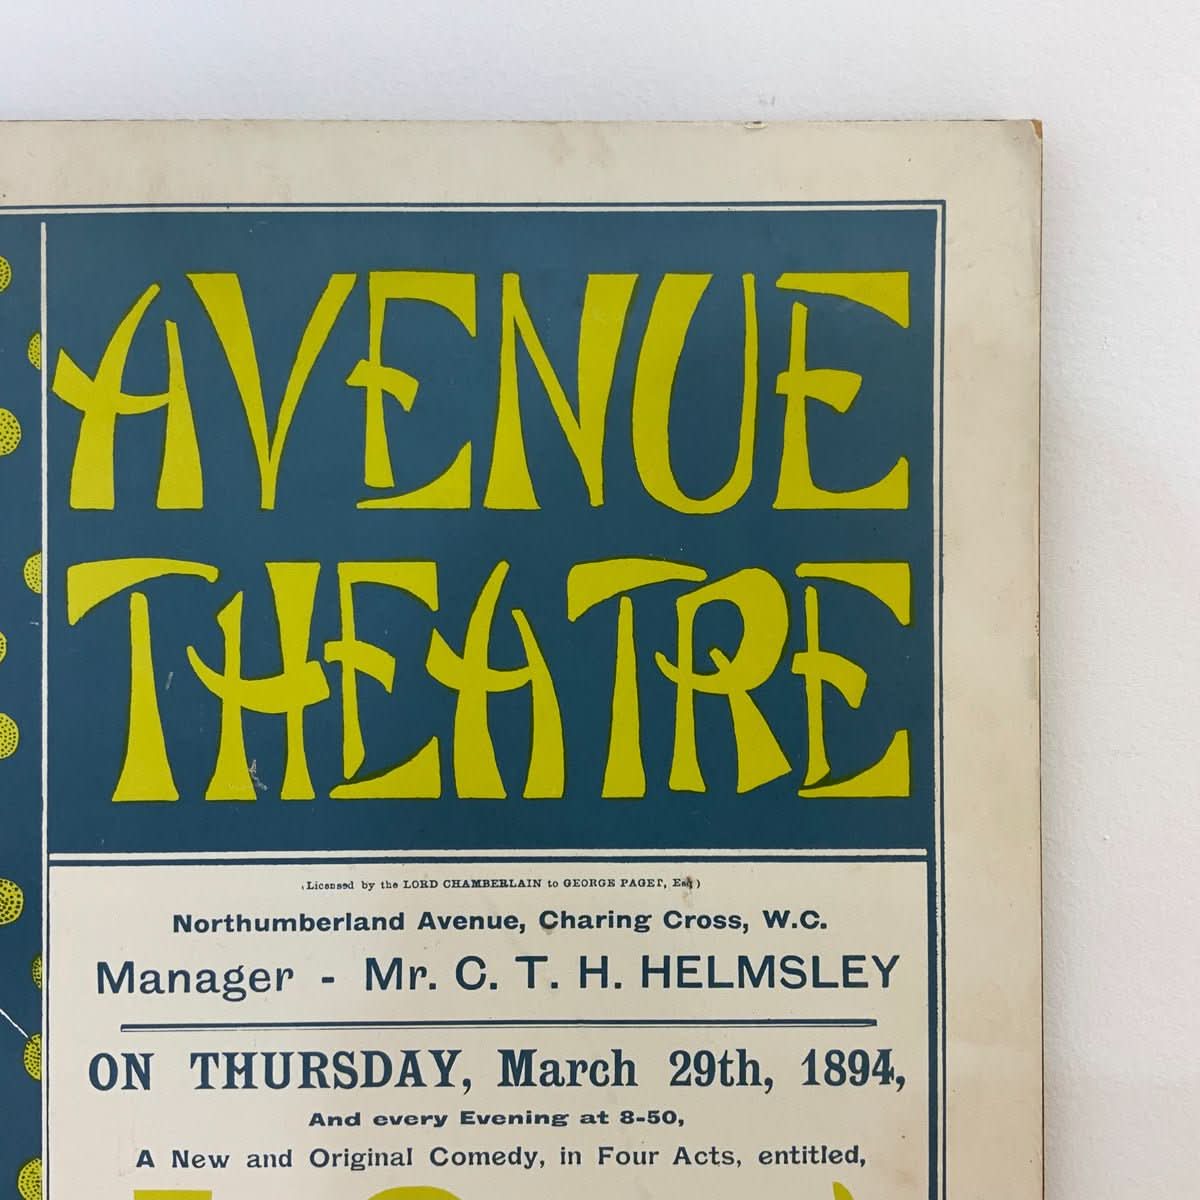 AVENUE
THEATRE
(Licensed by the LORD CHAMBERLAIN to GEORGE PAGET, Esq)
Northumberland Avenue, Charing Cross, W.C.
Manager - Mr. C. T. H. HELMSLEY
ON THURSDAY, March 29th, 1894,
And every Evening at 8-50,
A New and Original Comedy, in Four Acts, entitled,